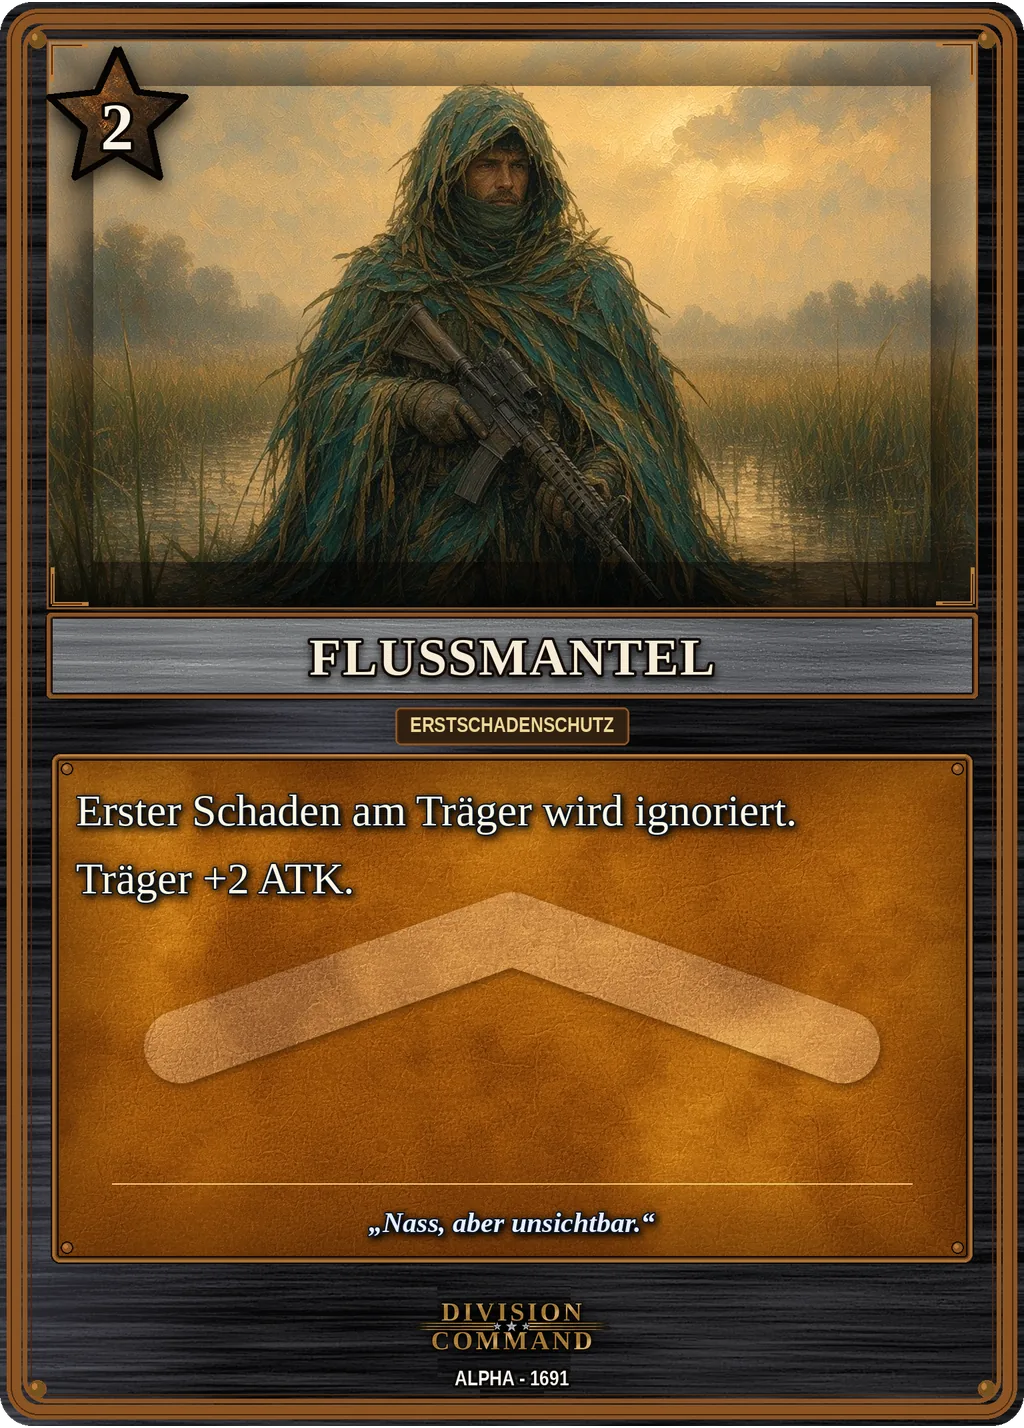 2
FLUSSMANTEL
ERSTSCHADENSCHUTZ
Erster Schaden am Träger wird ignoriert.
Träger +2 ATK.
„Nass, aber unsichtbar.“
DIVISION
COMMAND
ALPHA - 1691